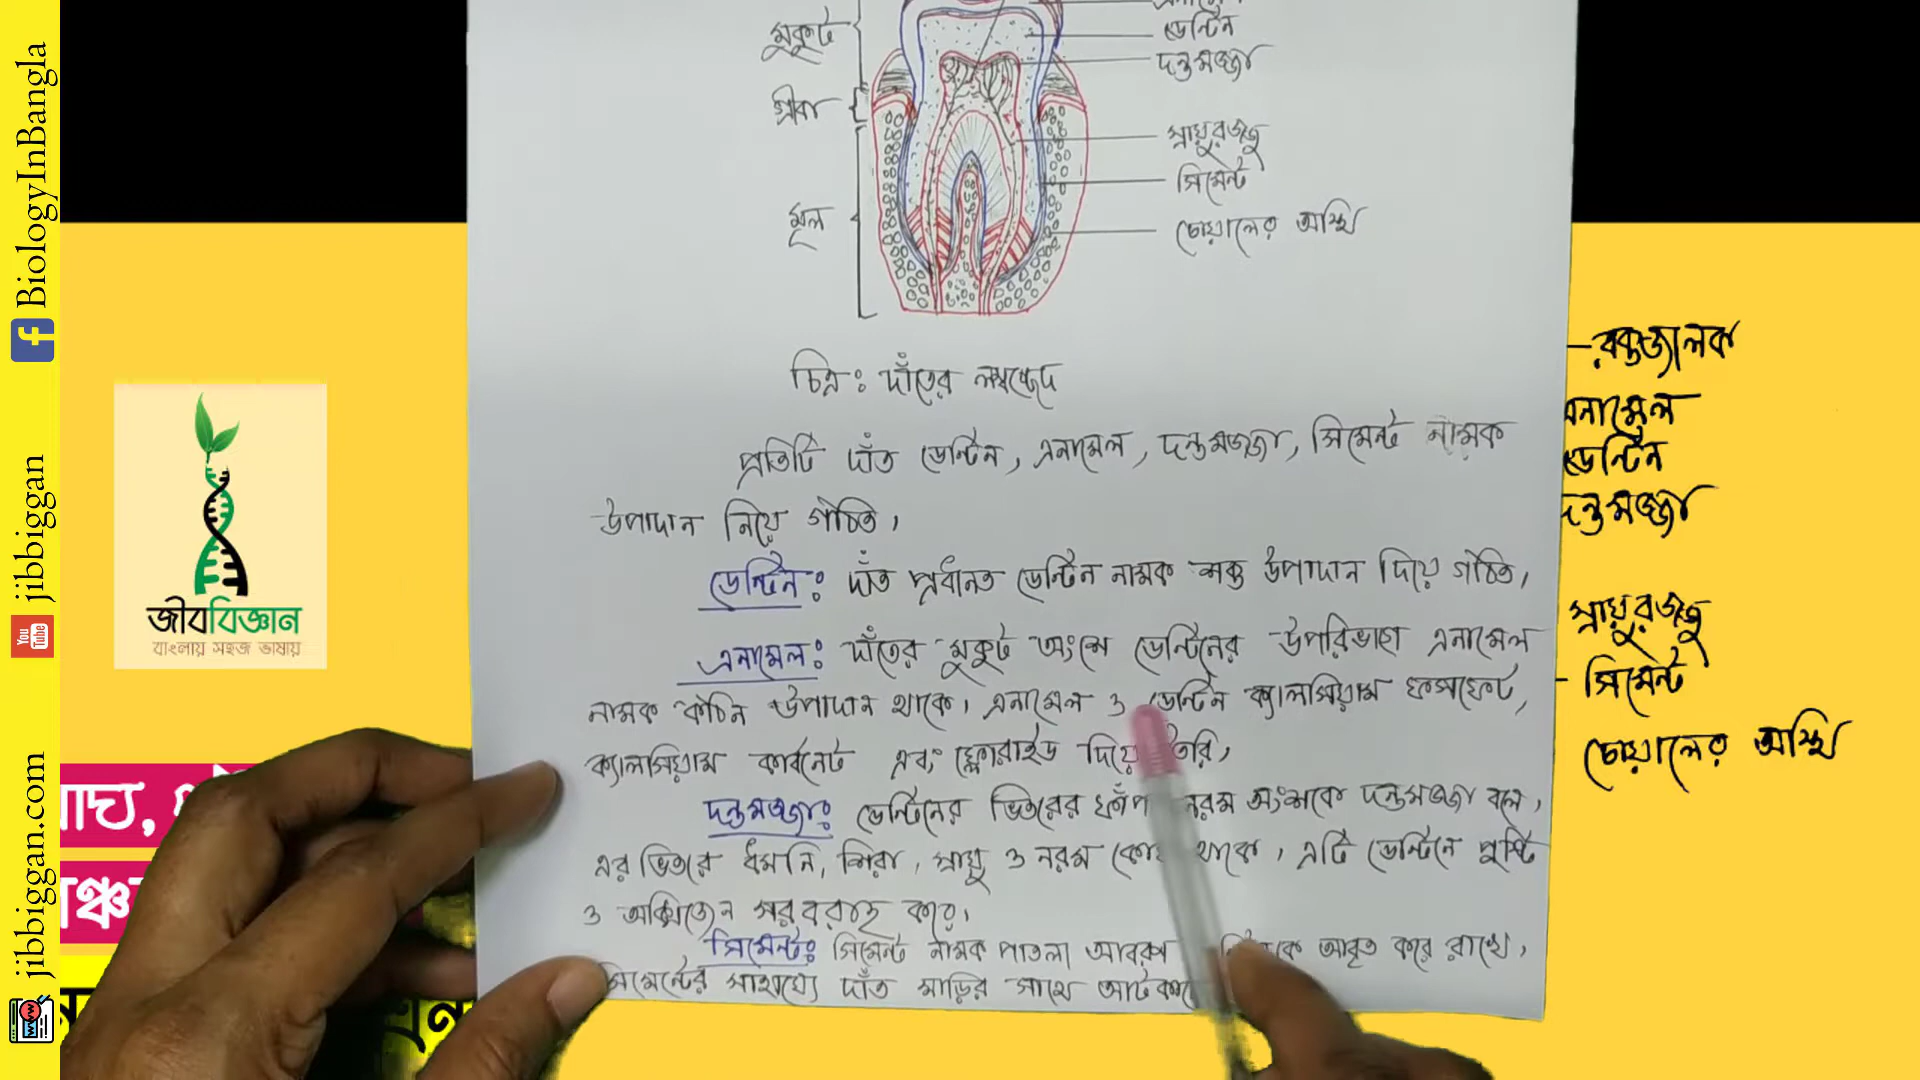 মুকুট
ডেন্টিন
দন্তমজ্জা
গ্রীবা
স্নায়ুরজ্জু
সিমেন্ট
মূল
চোয়ালের অস্থি
চিত্র: দাঁতের লম্বচ্ছেদ
প্রতিটি দাঁত ডেন্টিন, এনামেল, দন্তমজ্জা, সিমেন্ট নামক
উপাদান নিয়ে গঠিত।
ডেন্টিন: দাঁত প্রধানত ডেন্টিন নামক শক্ত উপাদান দিয়ে গঠিত।
এনামেল: দাঁতের মুকুট অংশে ডেন্টিনের উপরিভাগে এনামেল
নামক কঠিন উপাদান থাকে। এনামেল ও ডেন্টিন ক্যালসিয়াম ফসফেট,
ক্যালসিয়াম কার্বনেট এবং ফ্লোরাইড দিয়ে তৈরি।
দন্তমজ্জা: ডেন্টিনের ভিতরের ফাঁপা নরম অংশকে দন্তমজ্জা বলে।
এর ভিতরে ধমনি, শিরা, স্নায়ু ও নরম কোষ থাকে। এটি ডেন্টিনে পুষ্টি
ও অক্সিজেন সরবরাহ করে।
সিমেন্ট: সিমেন্ট নামক পাতলা আবরণ আবৃত করে রাখে।
সিমেন্টের সাহায্যে দাঁত মাড়ির সাথে
রক্তজালক
এনামেল
ডেন্টিন
দন্তমজ্জা
স্নায়ুরজ্জু
সিমেন্ট
চোয়ালের অস্থি
BiologyInBangla
jibbiggan
You Tube
jibbiggan.com
www
জীববিজ্ঞান
বাংলায় সহজ ভাষায়